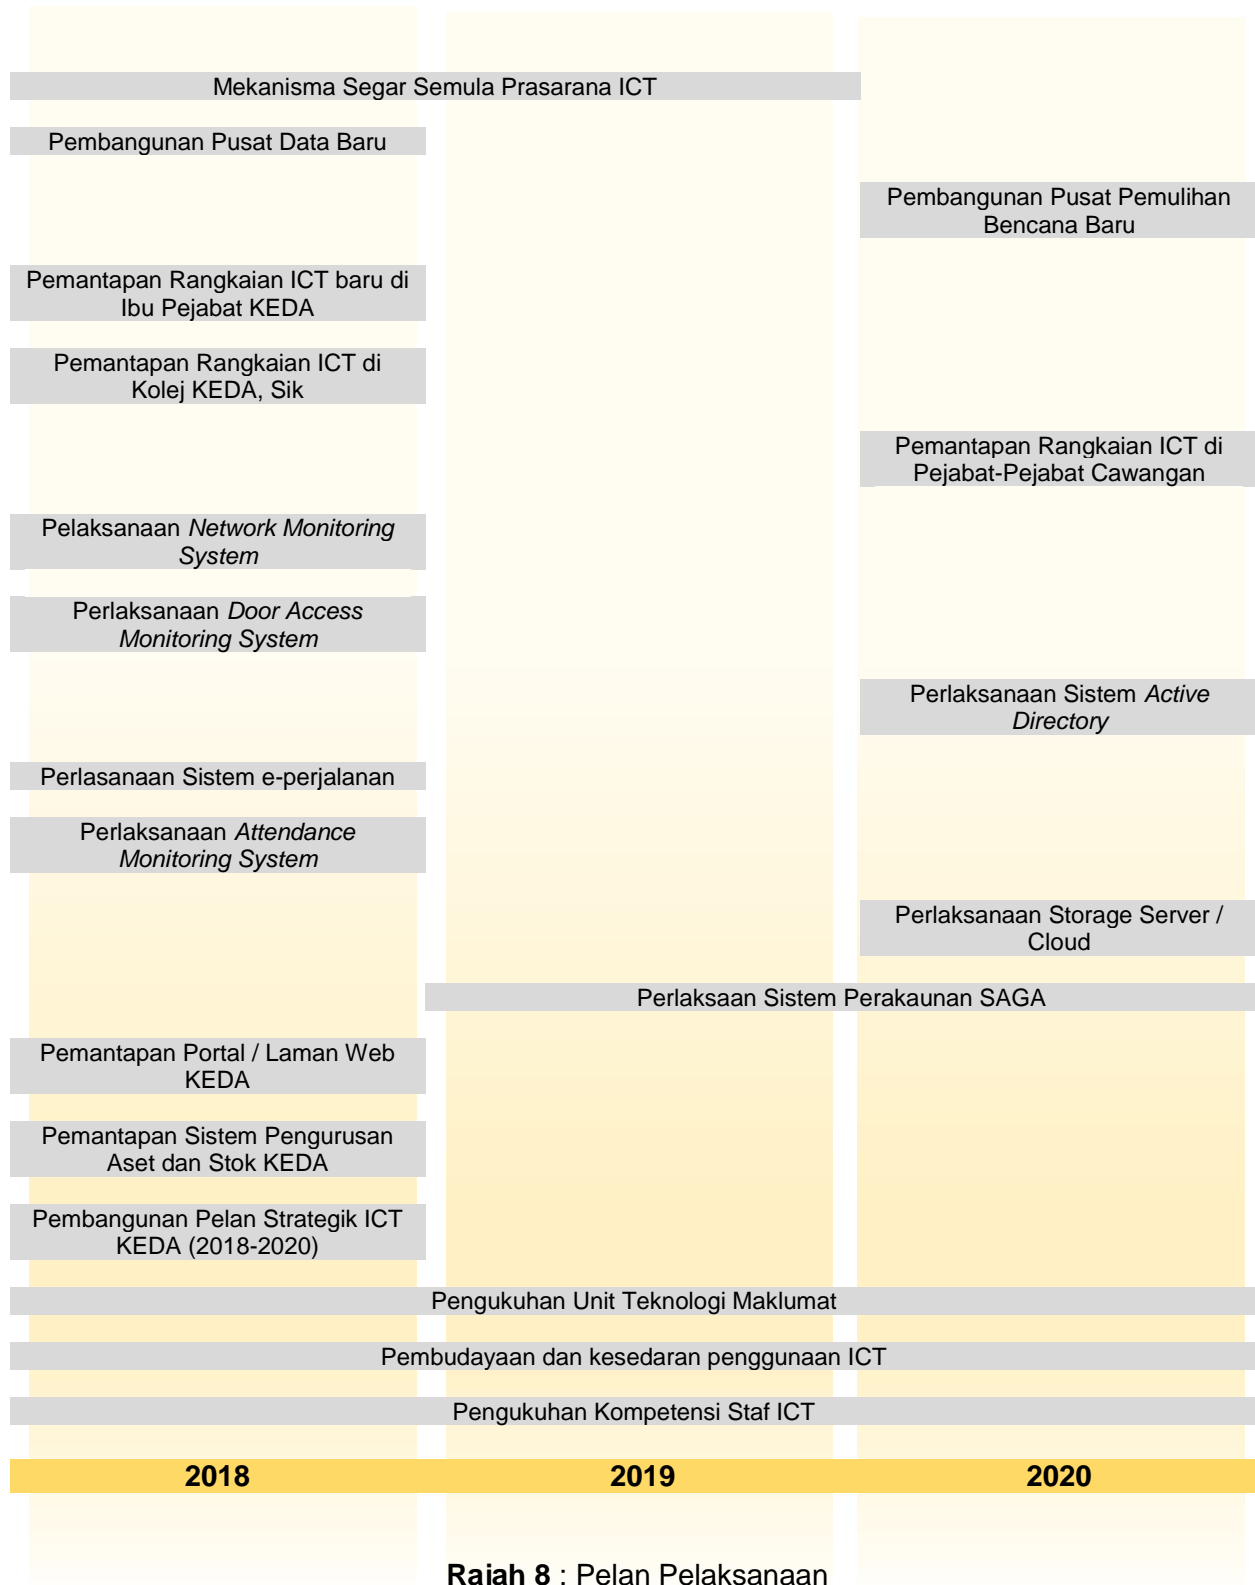 Mekanisma Segar Semula Prasarana ICT
Pembangunan Pusat Data Baru
Pembangunan Pusat Pemulihan
Bencana Baru
Pemantapan Rangkaian ICT baru di
Ibu Pejabat KEDA
Pemantapan Rangkaian ICT di
Kolej KEDA, Sik
Pemantapan Rangkaian ICT di
Pejabat-Pejabat Cawangan
Pelaksanaan Network Monitoring
System
Perlaksanaan Door Access
Monitoring System
Perlaksanaan Sistem Active
Directory
Perlasanaan Sistem e-perjalanan
Perlaksanaan Attendance
Monitoring System
Perlaksanaan Storage Server /
Cloud
Perlaksaan Sistem Perakaunan SAGA
Pemantapan Portal / Laman Web
KEDA
Pemantapan Sistem Pengurusan
Aset dan Stok KEDA
Pembangunan Pelan Strategik ICT
KEDA (2018-2020)
Pengukuhan Unit Teknologi Maklumat
Pembudayaan dan kesedaran penggunaan ICT
Pengukuhan Kompetensi Staf ICT
2018 2019 2020
Rajah 8 : Pelan Pelaksanaan